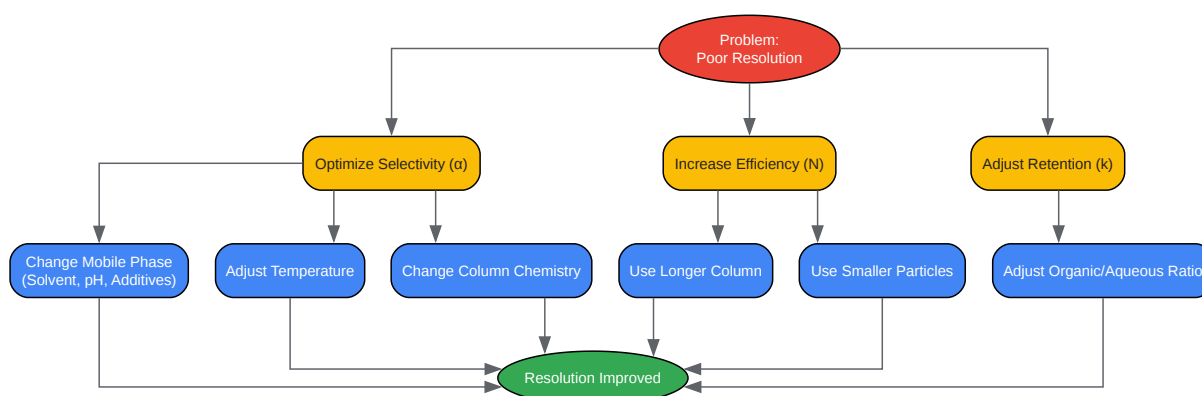 Problem:
Poor Resolution
Optimize Selectivity (α)
Increase Efficiency (N)
Adjust Retention (k)
Change Mobile Phase
(Solvent, pH, Additives)
Adjust Temperature
Change Column Chemistry
Use Longer Column
Use Smaller Particles
Adjust Organic/Aqueous Ratio
Resolution Improved